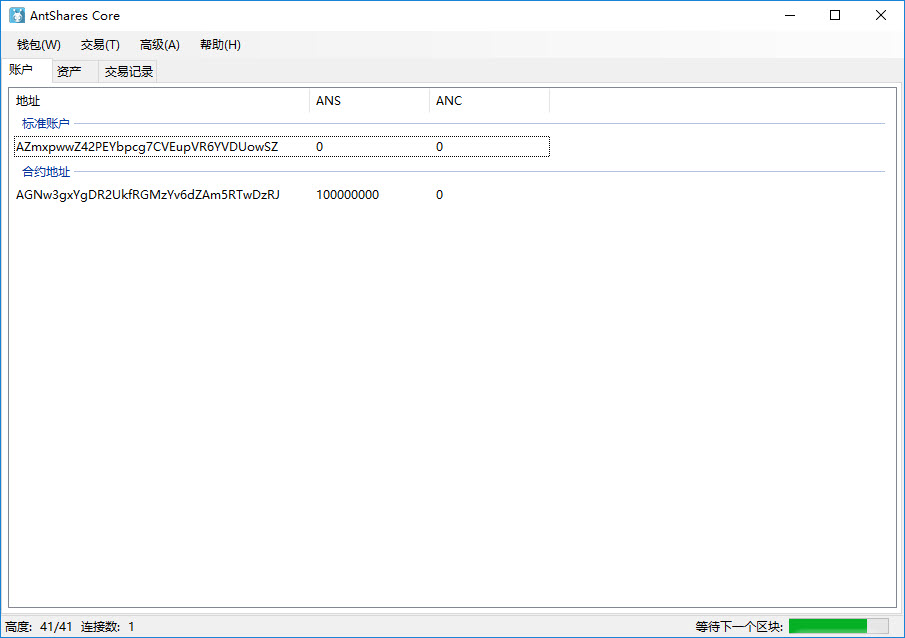 AntShares Core
钱包(W) 交易(T) 高级(A) 帮助(H)
账户 资产 交易记录
地址 ANS ANC
标准账户
AZmxpwwZ42PEYbpcg7CVEupVR6YVDUowSZ 0 0
合约地址
AGNw3gxYgDR2UkfRGMzYv6dZAm5RTwDzRJ 100000000 0
高度: 41/41 连接数: 1 等待下一个区块: